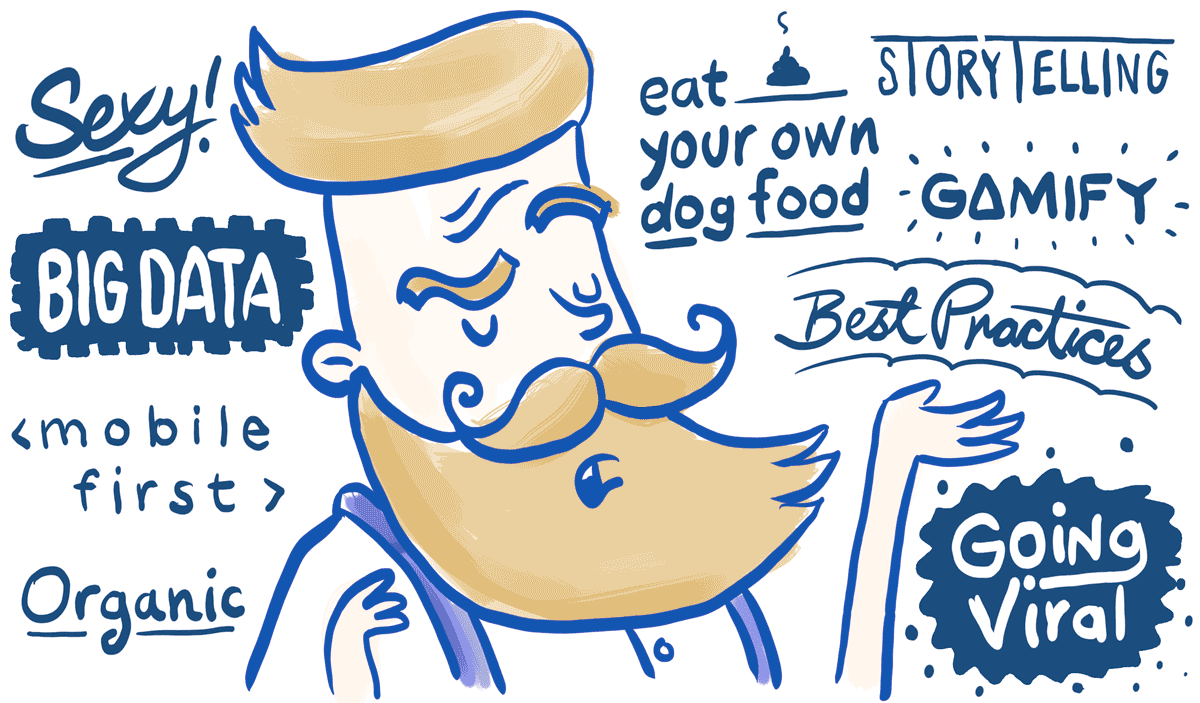 Sexy!
BIG DATA
<mobile
first>
Organic
eat
your own
dog food
STORYTELLING
GAMIFY
Best Practices
Going
Viral